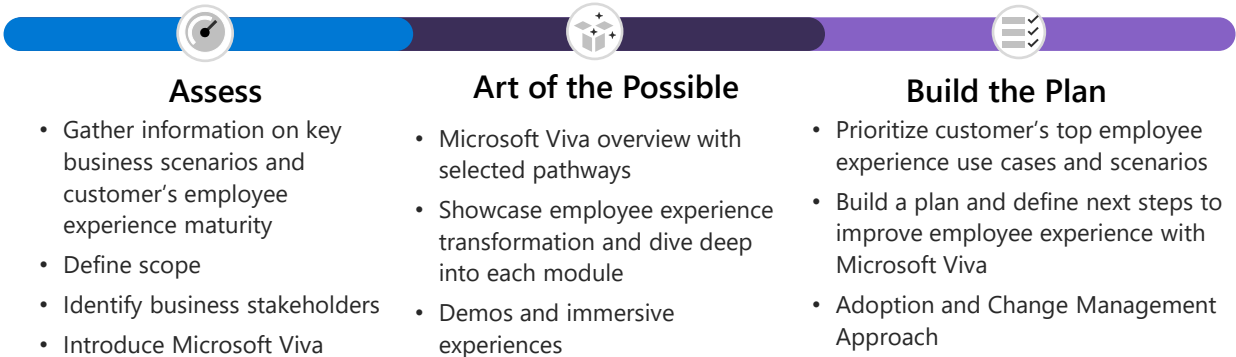 Assess
• Gather information on key
business scenarios and
customer's employee
experience maturity
• Define scope
• Identify business stakeholders
• Introduce Microsoft Viva
Art of the Possible
• Microsoft Viva overview with
selected pathways
• Showcase employee experience
transformation and dive deep
into each module
• Demos and immersive
experiences
Build the Plan
• Prioritize customer's top employee
experience use cases and scenarios
• Build a plan and define next steps to
improve employee experience with
Microsoft Viva
• Adoption and Change Management
Approach